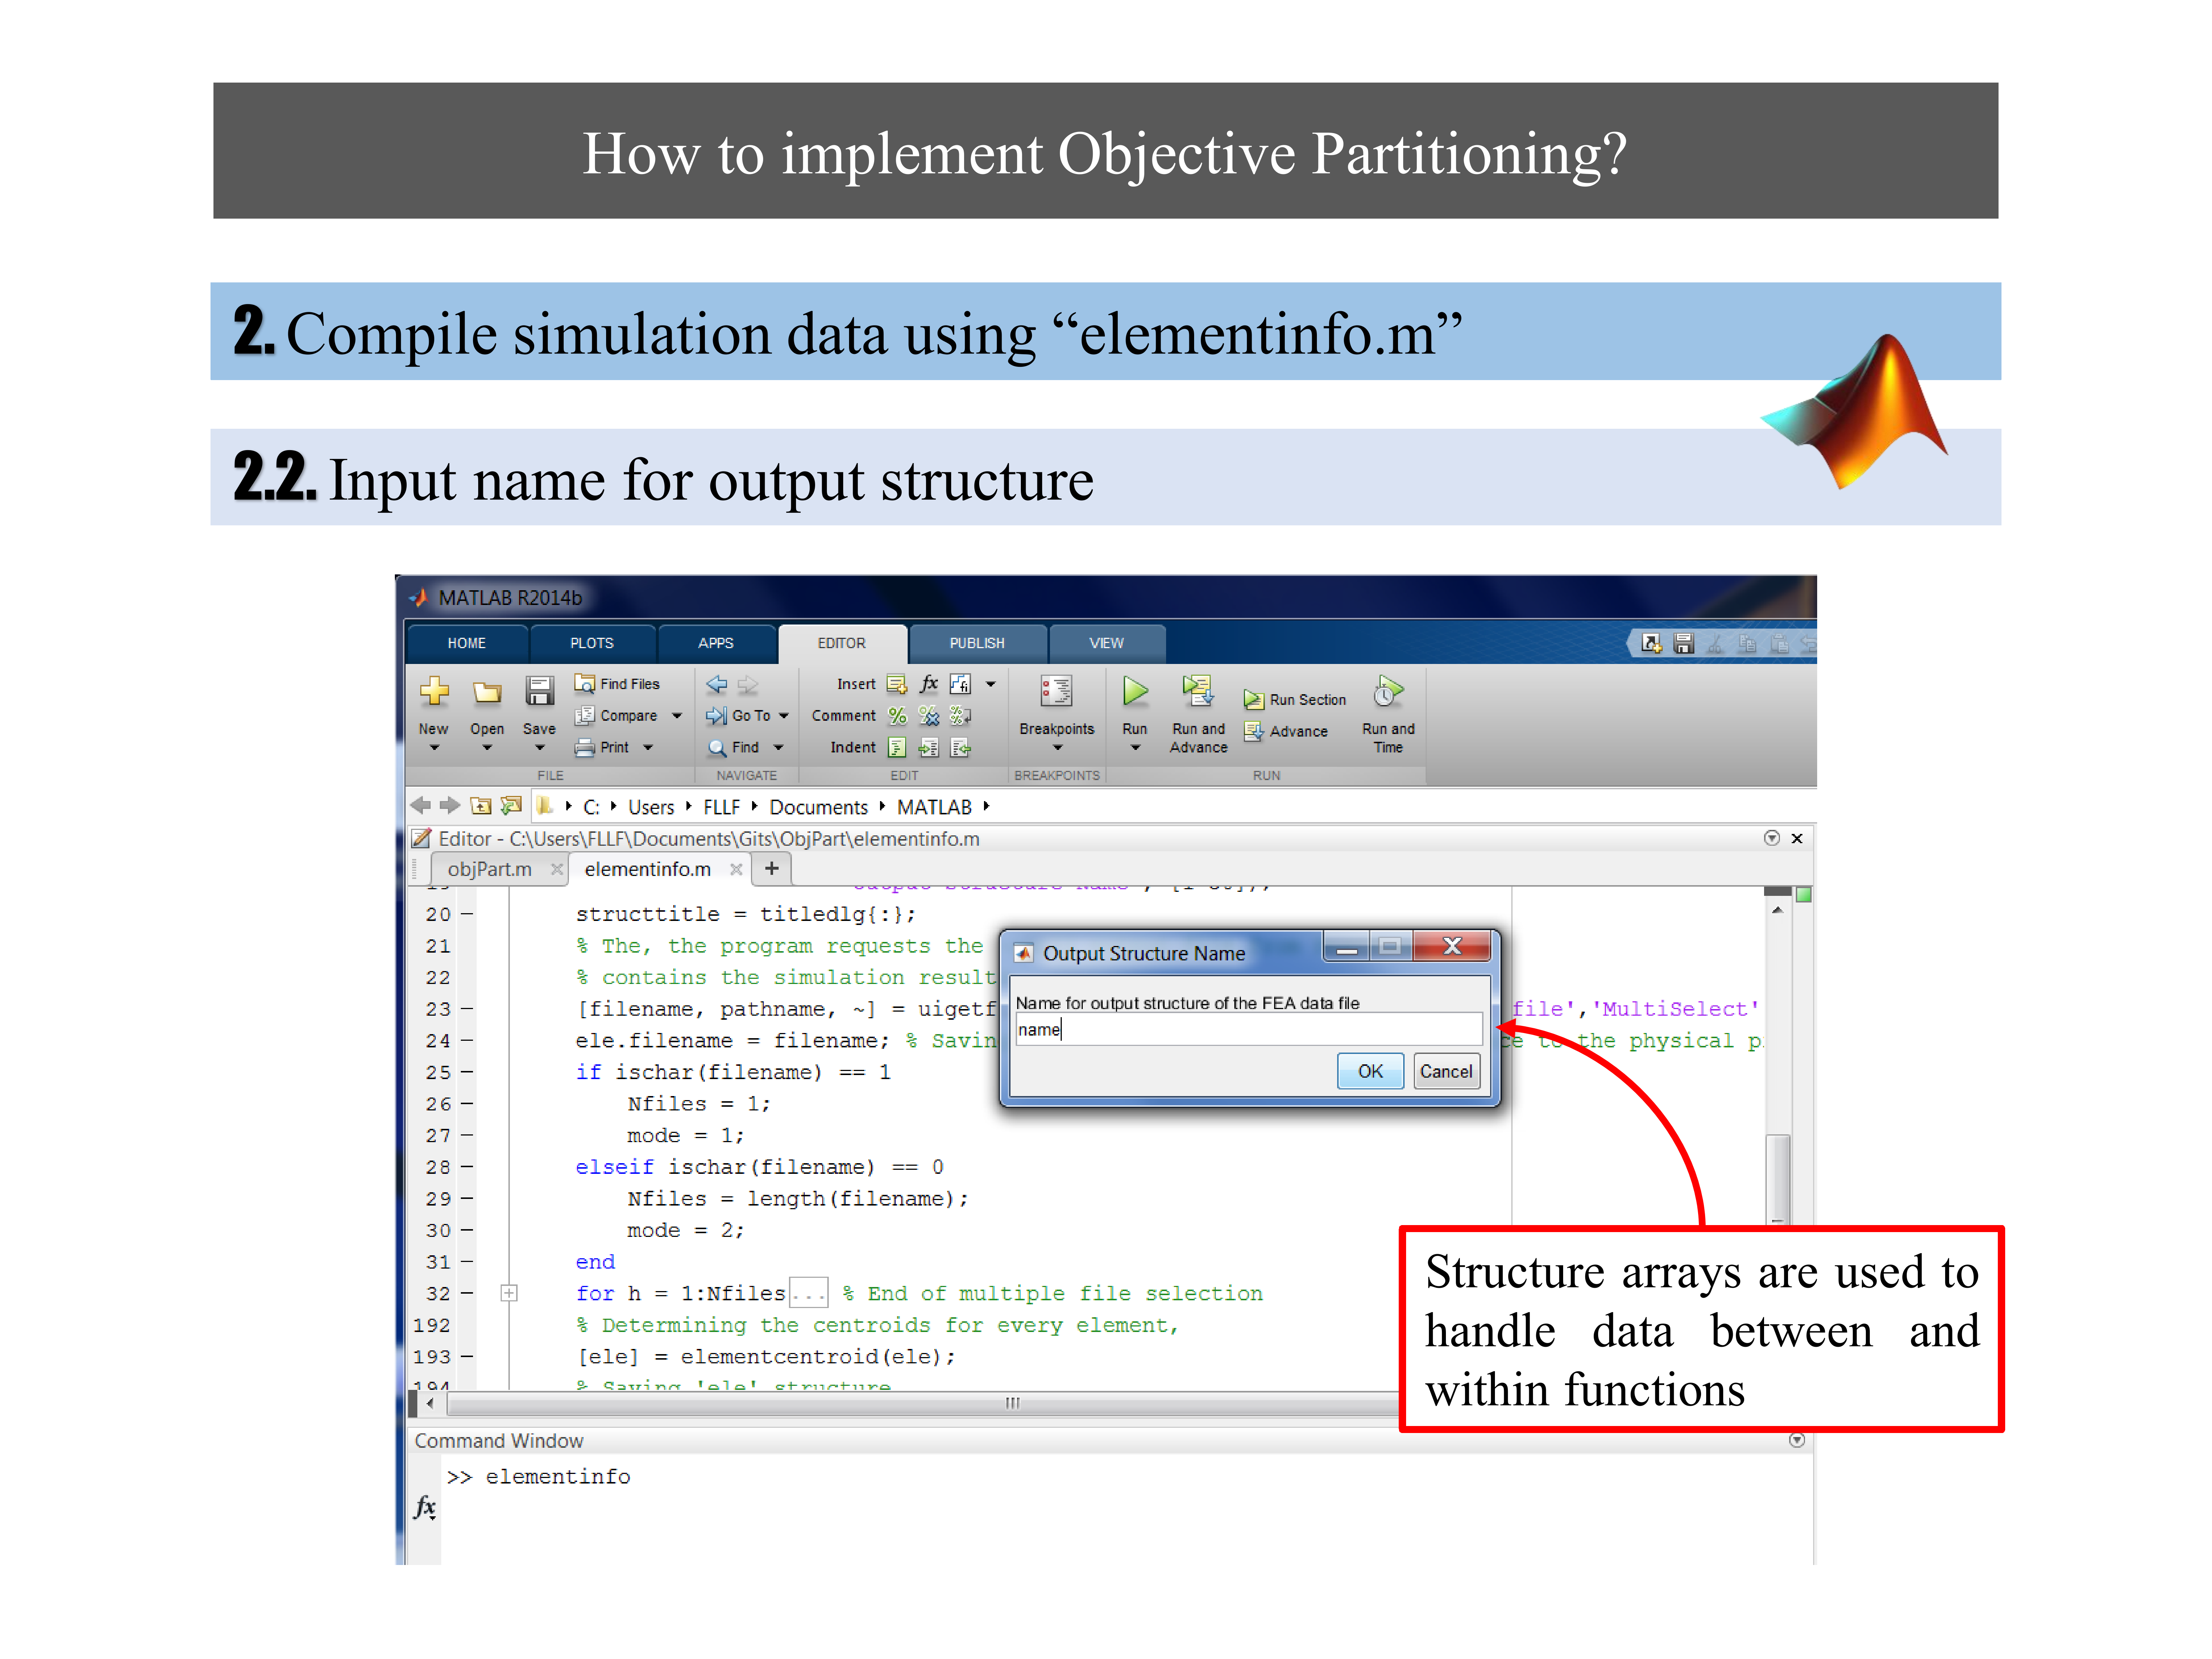 How to implement Objective Partitioning?
2. Compile simulation data using “elementinfo.m”
2.2. Input name for output structure
MATLAB R2014b
HOME PLOTS APPS EDITOR PUBLISH VIEW
New Open Save Find Files Compare Print Go To Find Insert Comment Indent fx Breakpoints Run Run and Advance Run Section Advance Run and Time
FILE NAVIGATE EDIT BREAKPOINTS RUN
C: Users FLLF Documents MATLAB
Editor - C:\Users\FLLF\Documents\Gits\ObjPart\elementinfo.m
objPart.m elementinfo.m +
20 structtitle = titledlg{:};
21 % The, the program requests the
22 % contains the simulation result
23 [filename, pathname, ~] = uigetf file','MultiSelect'
24 ele.filename = filename; % Savin ce to the physical p
25 if ischar(filename) == 1
26 Nfiles = 1;
27 mode = 1;
28 elseif ischar(filename) == 0
29 Nfiles = length(filename);
30 mode = 2;
31 end
32 for h = 1:Nfiles... % End of multiple file selection
192 % Determining the centroids for every element,
193 [ele] = elementcentroid(ele);
194 % Saving 'ele' structure
Output Structure Name
Name for output structure of the FEA data file
name
OK Cancel
Structure arrays are used to
handle data between and
within functions
Command Window
>> elementinfo
fx